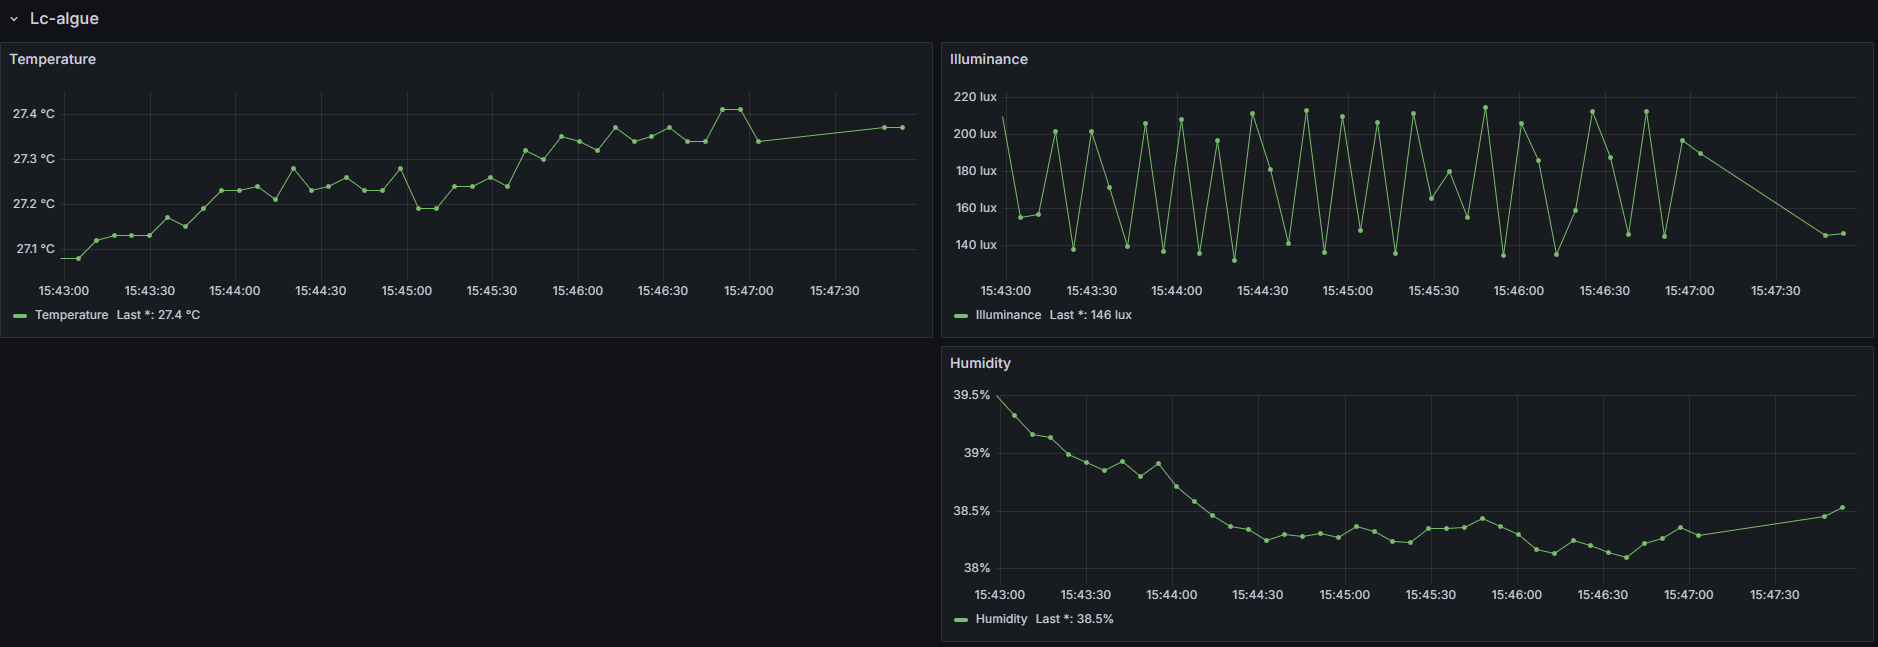 Lc-algue
Temperature
27.4 °C
27.3 °C
27.2 °C
27.1 °C
15:43:00 15:43:30 15:44:00 15:44:30 15:45:00 15:45:30 15:46:00 15:46:30 15:47:00 15:47:30
Temperature Last *: 27.4 °C
Illuminance
220 lux
200 lux
180 lux
160 lux
140 lux
15:43:00 15:43:30 15:44:00 15:44:30 15:45:00 15:45:30 15:46:00 15:46:30 15:47:00 15:47:30
Illuminance Last *: 146 lux
Humidity
39.5%
39%
38.5%
38%
15:43:00 15:43:30 15:44:00 15:44:30 15:45:00 15:45:30 15:46:00 15:46:30 15:47:00 15:47:30
Humidity Last *: 38.5%